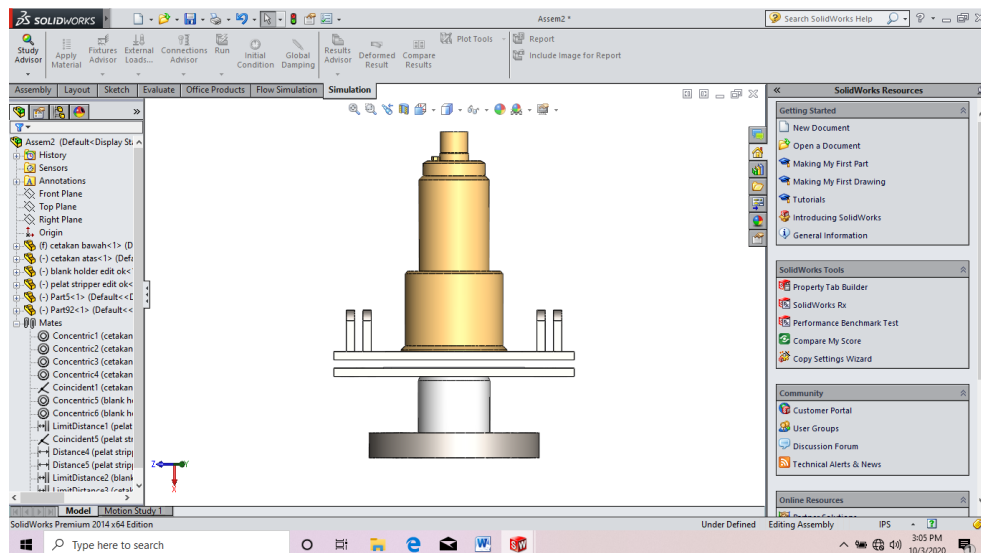 SOLIDWORKS
Assem2 *
Search SolidWorks Help
Study Advisor
Apply Material
Fixtures Advisor
External Loads...
Connections Advisor
Run
Initial Condition
Global Damping
Results Advisor
Deformed Result
Compare Results
Plot Tools
Report
Include Image for Report
Assembly Layout Sketch Evaluate Office Products Flow Simulation Simulation
Assem2 (Default<Display Sta
History
Sensors
Annotations
Front Plane
Top Plane
Right Plane
Origin
(f) cetakan bawah<1> (D
(-) cetakan atas<1> (Defa
(-) blank holder edit ok<
(-) pelat stripper edit ok<
(-) Part5<1> (Default<<D
(-) Part92<1> (Default<<
Mates
Concentric1 (cetakan
Concentric2 (cetakan
Concentric3 (cetakan
Concentric4 (cetakan
Coincident1 (cetakan
Concentric5 (blank h
Concentric6 (blank h
LimitDistance1 (pelat
Coincident5 (pelat str
Distance4 (pelat stripp
Distance5 (pelat stripp
LimitDistance2 (blank
LimitDistance3 (cetak
Z
Y
X
SolidWorks Resources
Getting Started
New Document
Open a Document
Making My First Part
Making My First Drawing
Tutorials
Introducing SolidWorks
General Information
SolidWorks Tools
Property Tab Builder
SolidWorks Rx
Performance Benchmark Test
Compare My Score
Copy Settings Wizard
Community
Customer Portal
User Groups
Discussion Forum
Technical Alerts & News
Online Resources
Model Motion Study 1
SolidWorks Premium 2014 x64 Edition
Under Defined Editing Assembly IPS
Type here to search
3:05 PM
10/3/2020